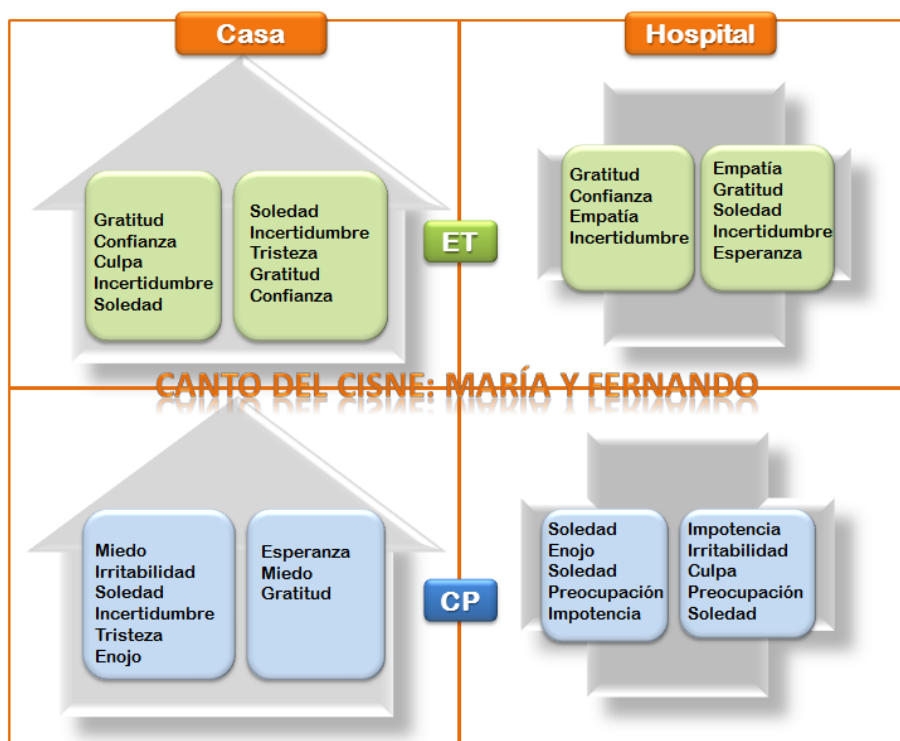 Casa
Hospital
Gratitud
Confianza
Culpa
Incertidumbre
Soledad
Soledad
Incertidumbre
Tristeza
Gratitud
Confianza
ET
Gratitud
Confianza
Empatía
Incertidumbre
Empatía
Gratitud
Soledad
Incertidumbre
Esperanza
CANTO DEL CISNE: MARÍA Y FERNANDO
Miedo
Irritabilidad
Soledad
Incertidumbre
Tristeza
Enojo
Esperanza
Miedo
Gratitud
CP
Soledad
Enojo
Soledad
Preocupación
Impotencia
Impotencia
Irritabilidad
Culpa
Preocupación
Soledad